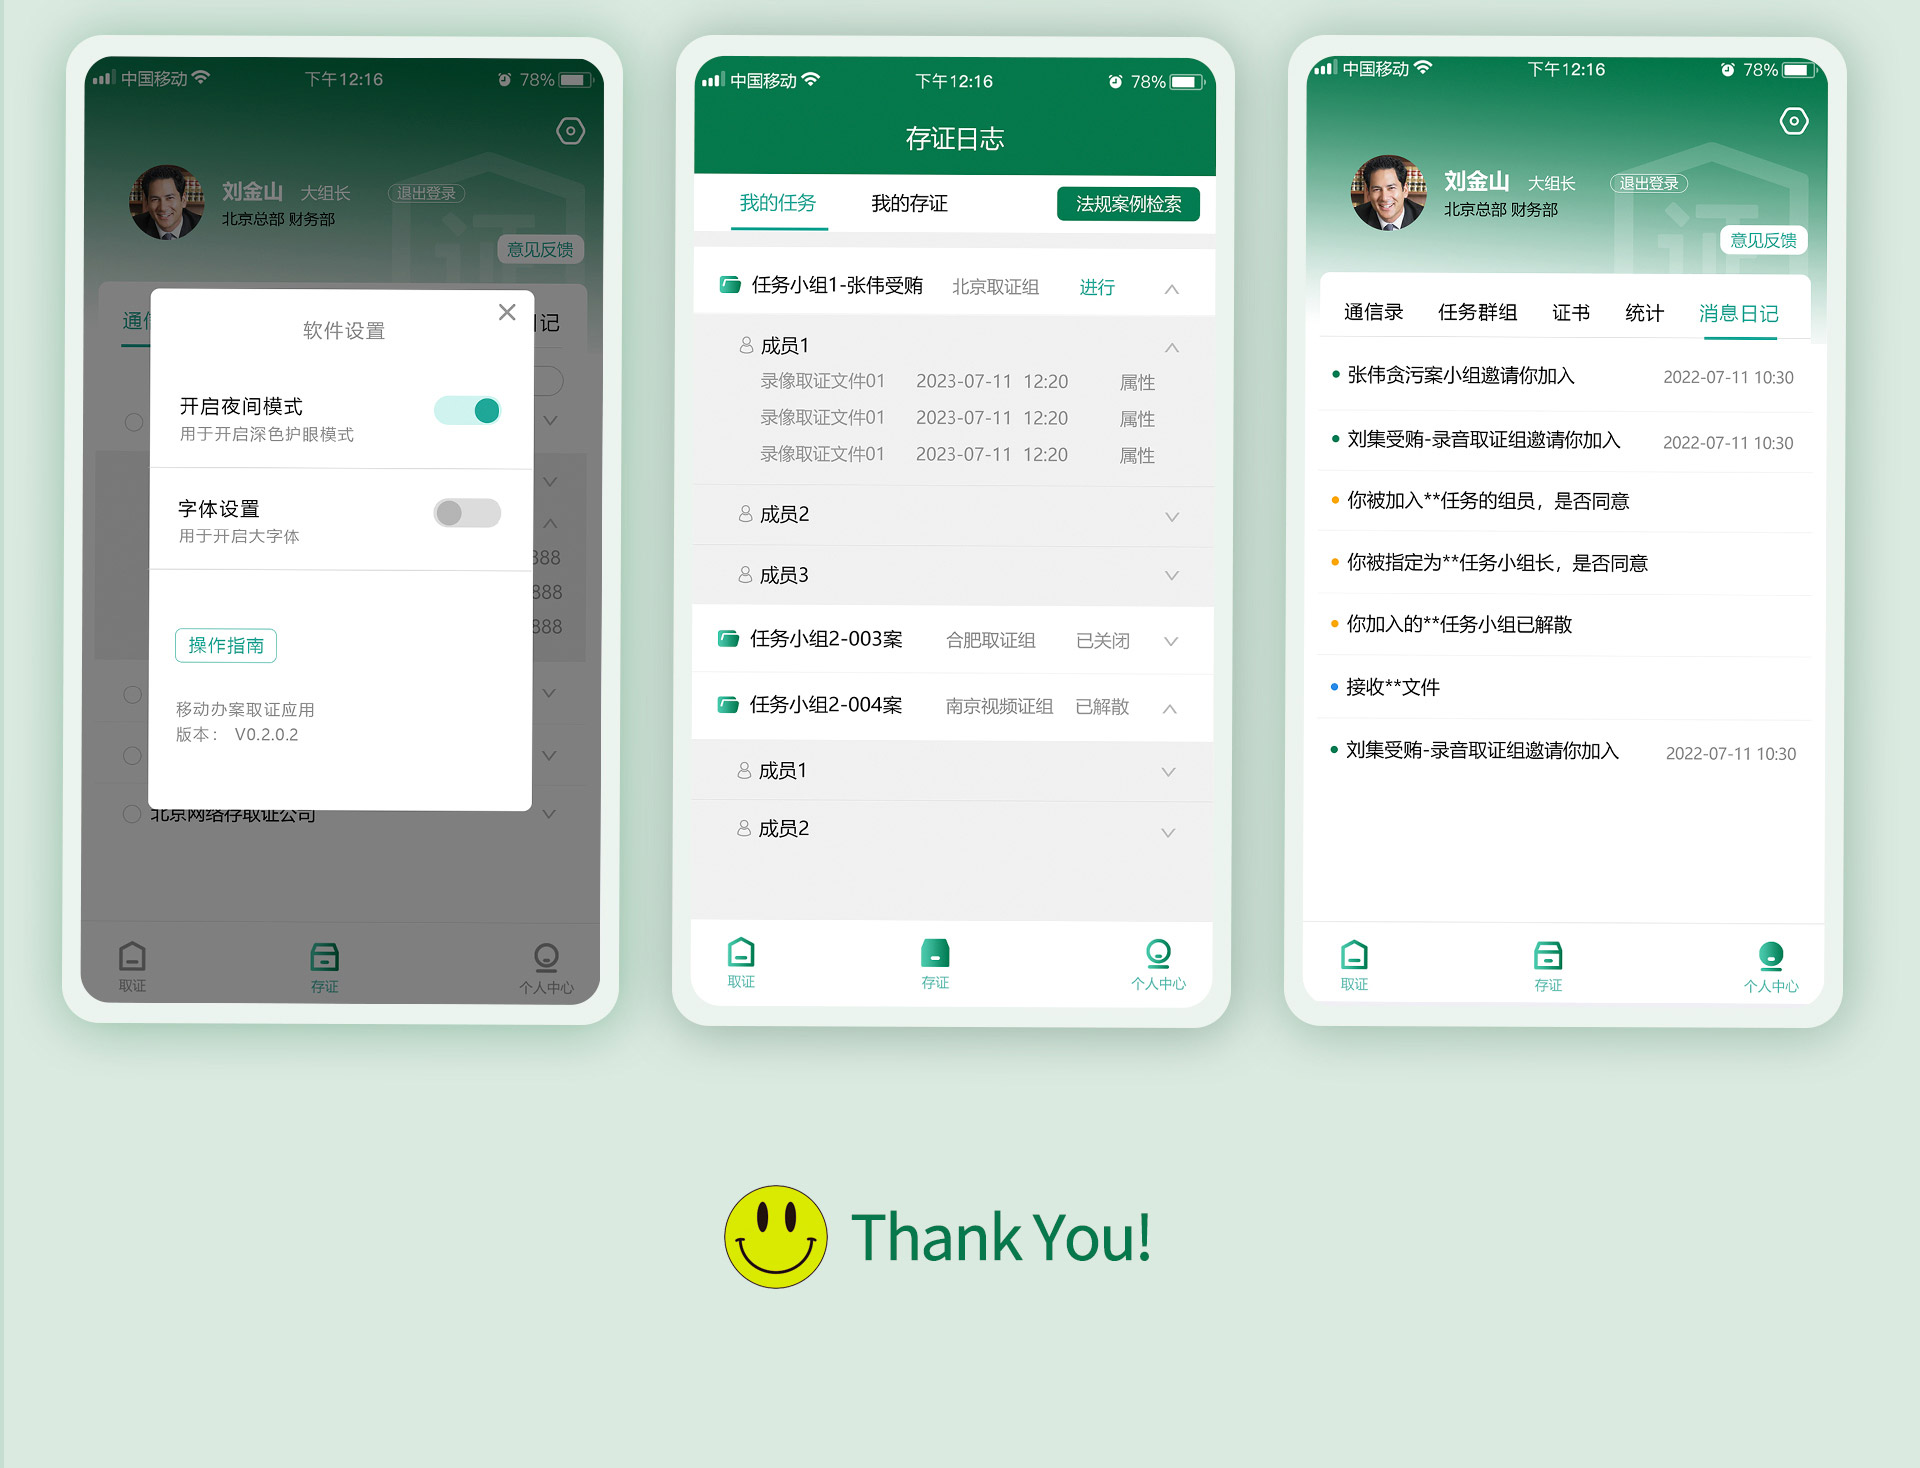 中国移动 下午12:16 78%
刘金山 大组长 退出登录
北京总部 财务部
意见反馈
软件设置
开启夜间模式
用于开启深色护眼模式
字体设置
用于开启大字体
888
888
操作指南
移动办案取证应用
版本： V0.2.0.2
北京网络存取证公司
取证 存证 个人中心
中国移动 下午12:16 78%
存证日志
我的任务 我的存证 法规案例检索
任务小组1-张伟受贿 北京取证组 进行
成员1
录像取证文件01 2023-07-11 12:20 属性
录像取证文件01 2023-07-11 12:20 属性
录像取证文件01 2023-07-11 12:20 属性
成员2
成员3
任务小组2-003案 合肥取证组 已关闭
任务小组2-004案 南京视频证组 已解散
成员1
成员2
取证 存证 个人中心
中国移动 下午12:16 78%
刘金山 大组长 退出登录
北京总部 财务部
证
意见反馈
通信录 任务群组 证书 统计 消息日记
张伟贪污案小组邀请你加入 2022-07-11 10:30
刘集受贿-录音取证组邀请你加入 2022-07-11 10:30
你被加入**任务的组员，是否同意
你被指定为**任务小组长，是否同意
你加入的**任务小组已解散
接收**文件
刘集受贿-录音取证组邀请你加入 2022-07-11 10:30
取证 存证 个人中心
Thank You!